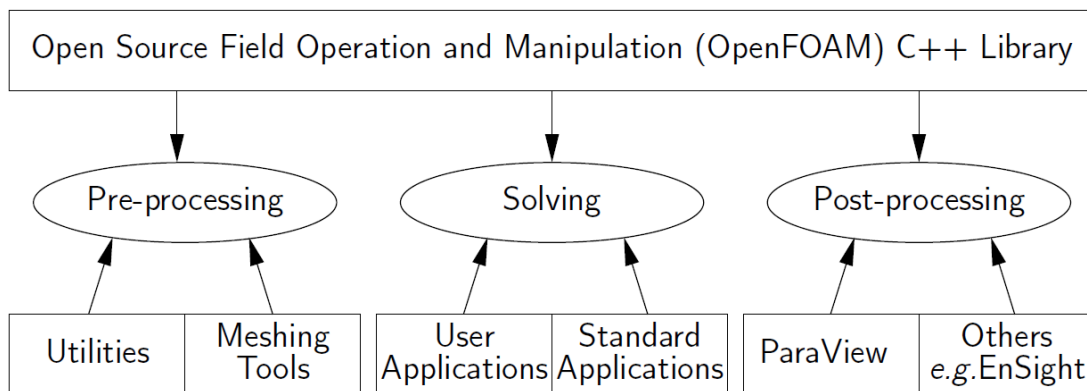 Open Source Field Operation and Manipulation (OpenFOAM) C++ Library
Pre-processing
Solving
Post-processing
Utilities
Meshing
Tools
User
Applications
Standard
Applications
ParaView
Others
e.g.EnSight